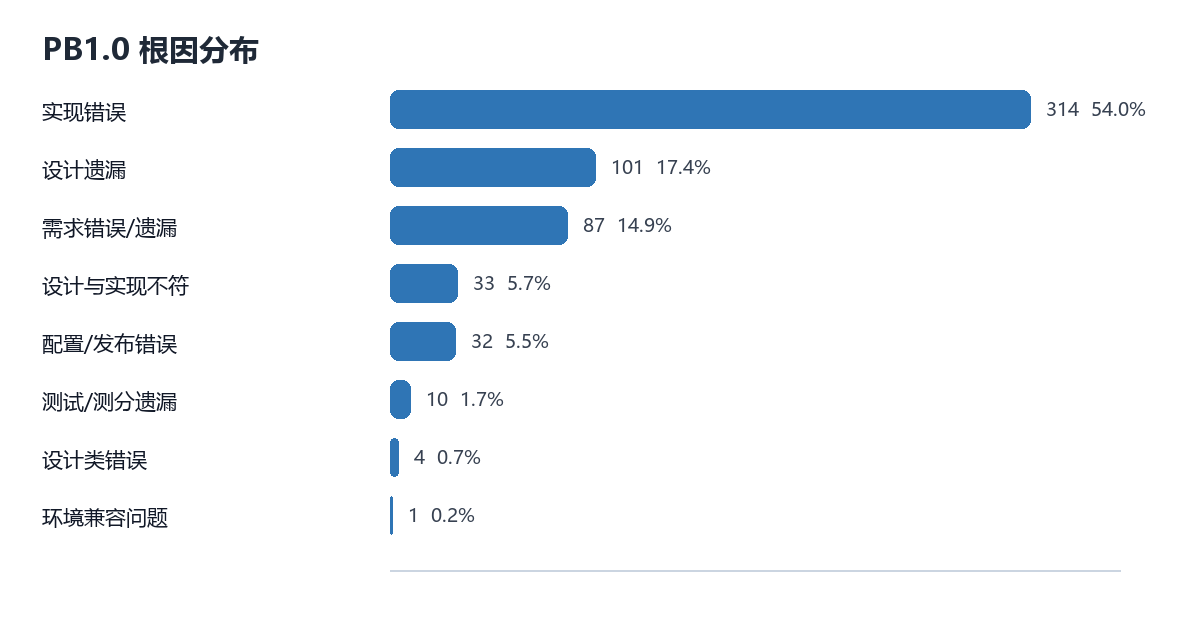 PB1.0 根因分布
实现错误 314 54.0%
设计遗漏 101 17.4%
需求错误/遗漏 87 14.9%
设计与实现不符 33 5.7%
配置/发布错误 32 5.5%
测试/测分遗漏 10 1.7%
设计类错误 4 0.7%
环境兼容问题 1 0.2%